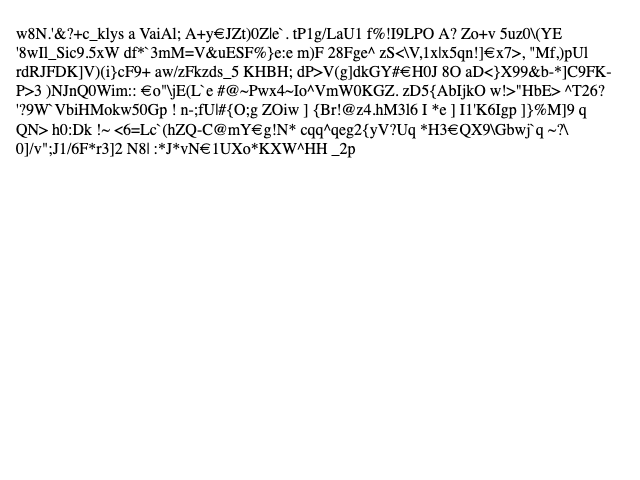 w8N.'&?+c_klys a VaiAl; A+y€JZt)0Z|e`. tP1g/LaU1 f%!I9LPO A? Zo+v 5uz0\(YE
'8wIl_Sic9.5xW df*`3mM=V&uESF%}e:e m)F 28Fge^ zS<\V,1x|x5qn!]€x7>, "Mf,)pUl
rdRJFDK]V)(i}cF9+ aw/zFkzds_5 KHBH; dP>V(g]dkGY#€H0J 8O aD<}X99&b-*]C9FK-
P>3 )NJnQ0Wim:: €o"\jE(L`e #@~Pwx4~Io^VmW0KGZ. zD5{AbIjkO w!>"HbE> ^T26?
'?9W`VbiHMokw50Gp ! n-;fU|#{O;g ZOiw ] {Br!@z4.hM3l6 I *e ] I1'K6Igp ]}%M]9 q
QN> h0:Dk !~ <6=Lc`(hZQ-C@mY€g!N* cqq^qeg2{yV?Uq *H3€QX9\Gbwj`q ~?\
0]/v";J1/6F*r3]2 N8| :*J*vN€1UXo*KXW^HH _2p